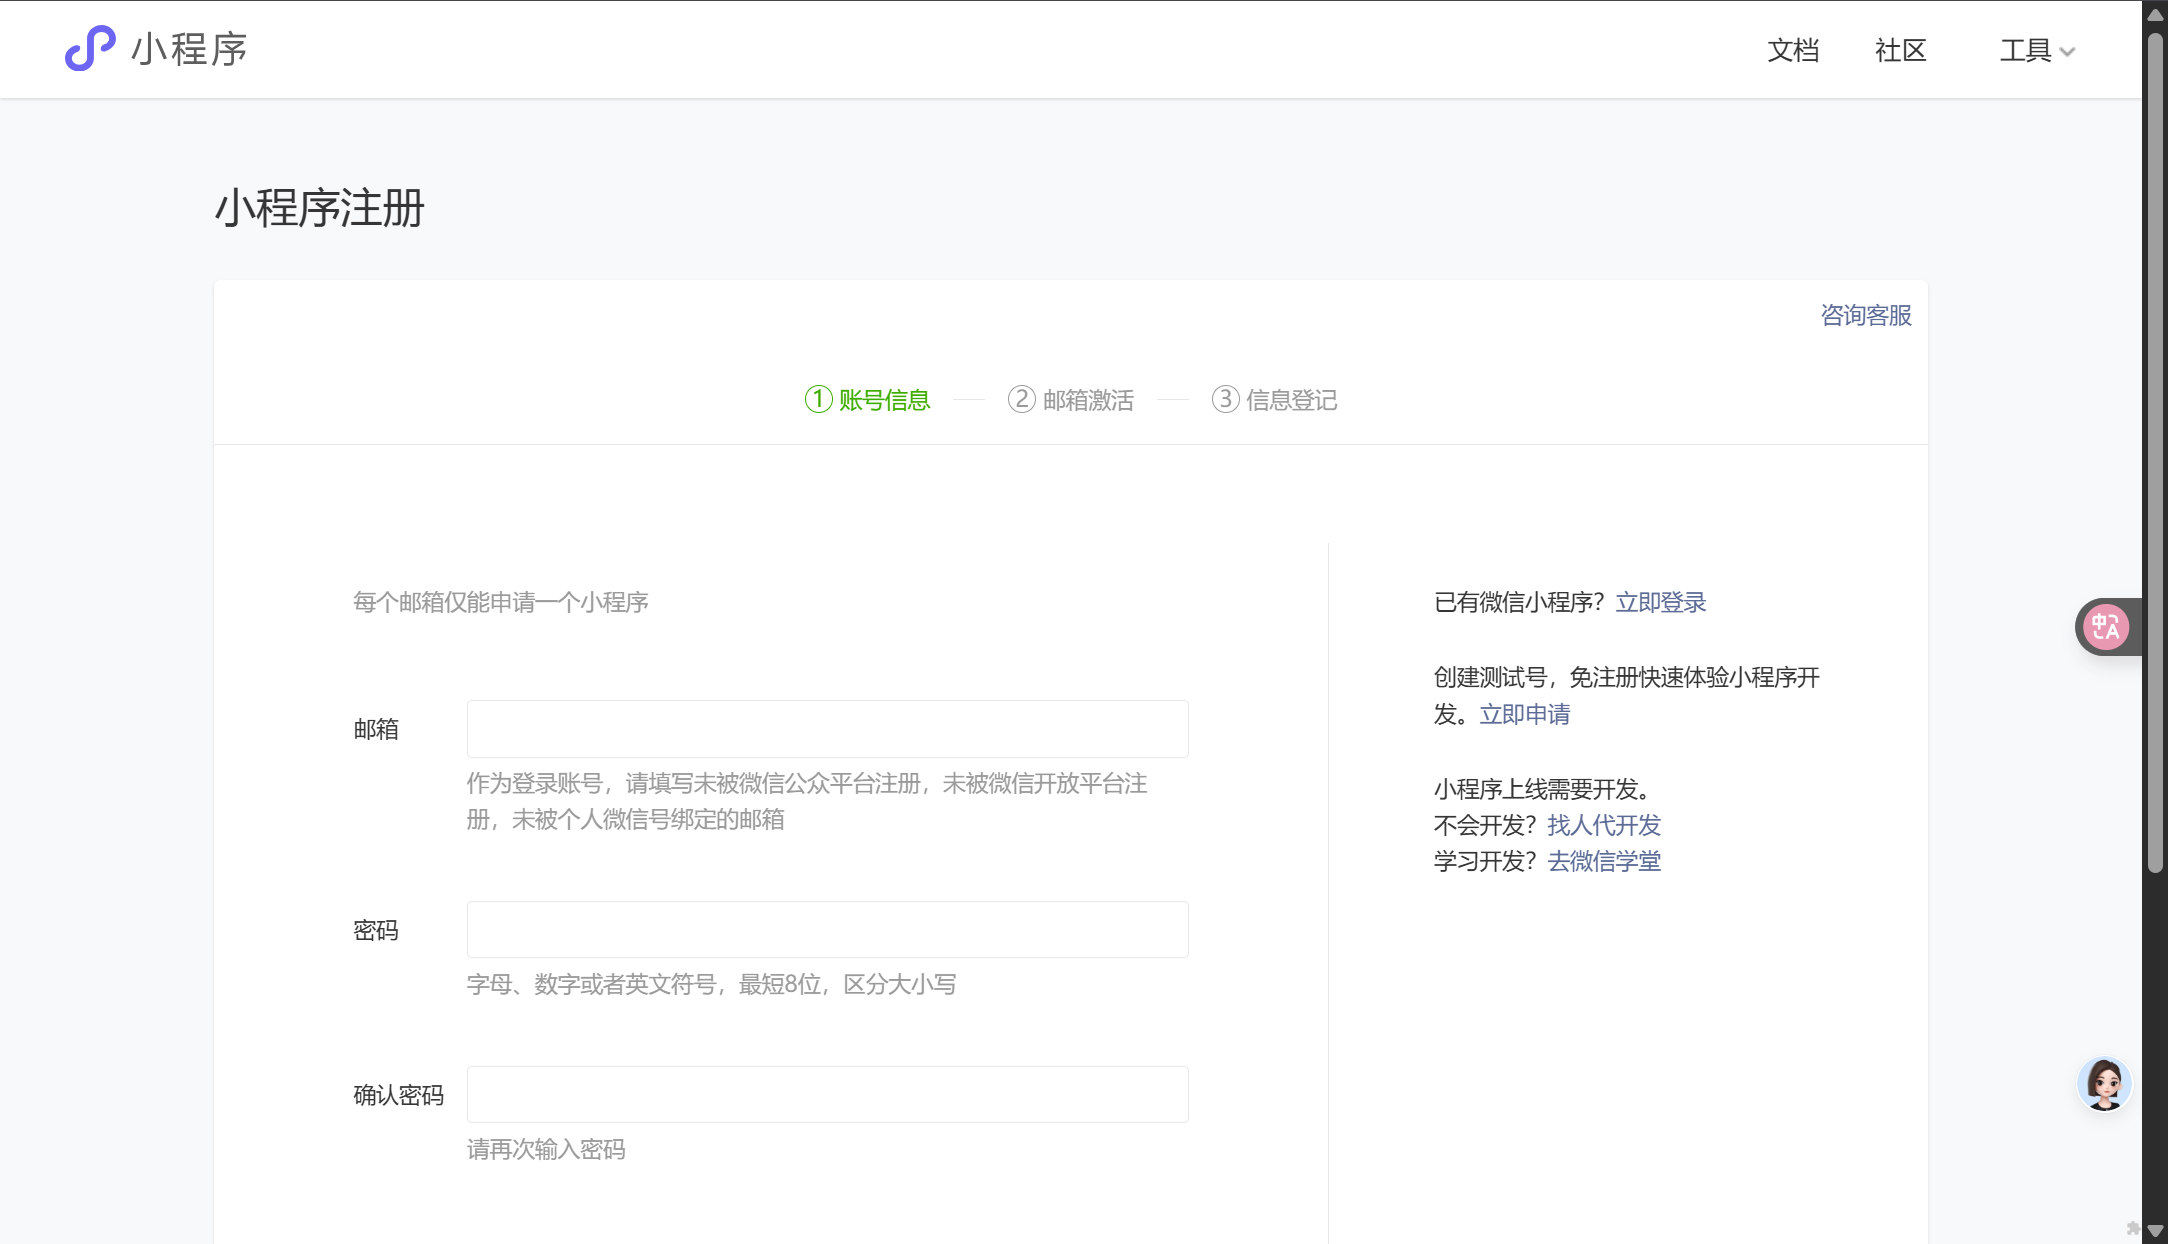 小程序
文档
社区
工具
小程序注册
咨询客服
① 账号信息
② 邮箱激活
③ 信息登记
每个邮箱仅能申请一个小程序
邮箱
作为登录账号，请填写未被微信公众平台注册，未被微信开放平台注
册，未被个人微信号绑定的邮箱
密码
字母、数字或者英文符号，最短8位，区分大小写
确认密码
请再次输入密码
已有微信小程序？立即登录
创建测试号，免注册快速体验小程序开
发。立即申请
小程序上线需要开发。
不会开发？找人代开发
学习开发？去微信学堂
中A